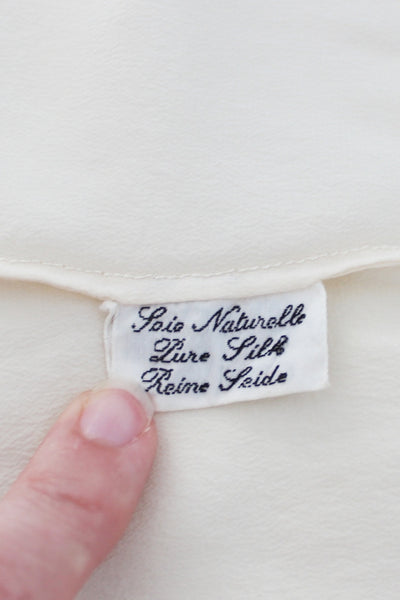 Soie Naturelle
Pure Silk
Reine Seide